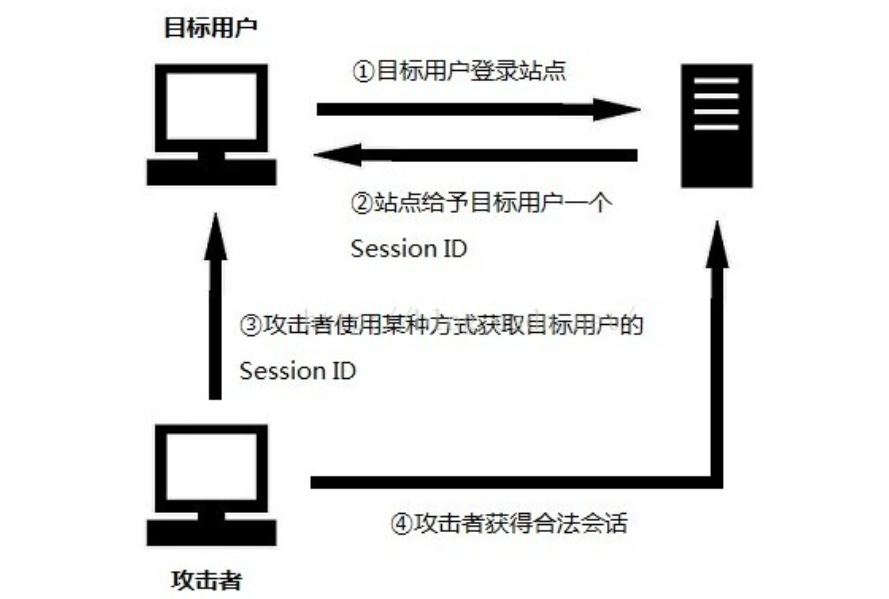 目标用户
①目标用户登录站点
②站点给予目标用户一个
Session ID
③攻击者使用某种方式获取目标用户的
Session ID
④攻击者获得合法会话
攻击者